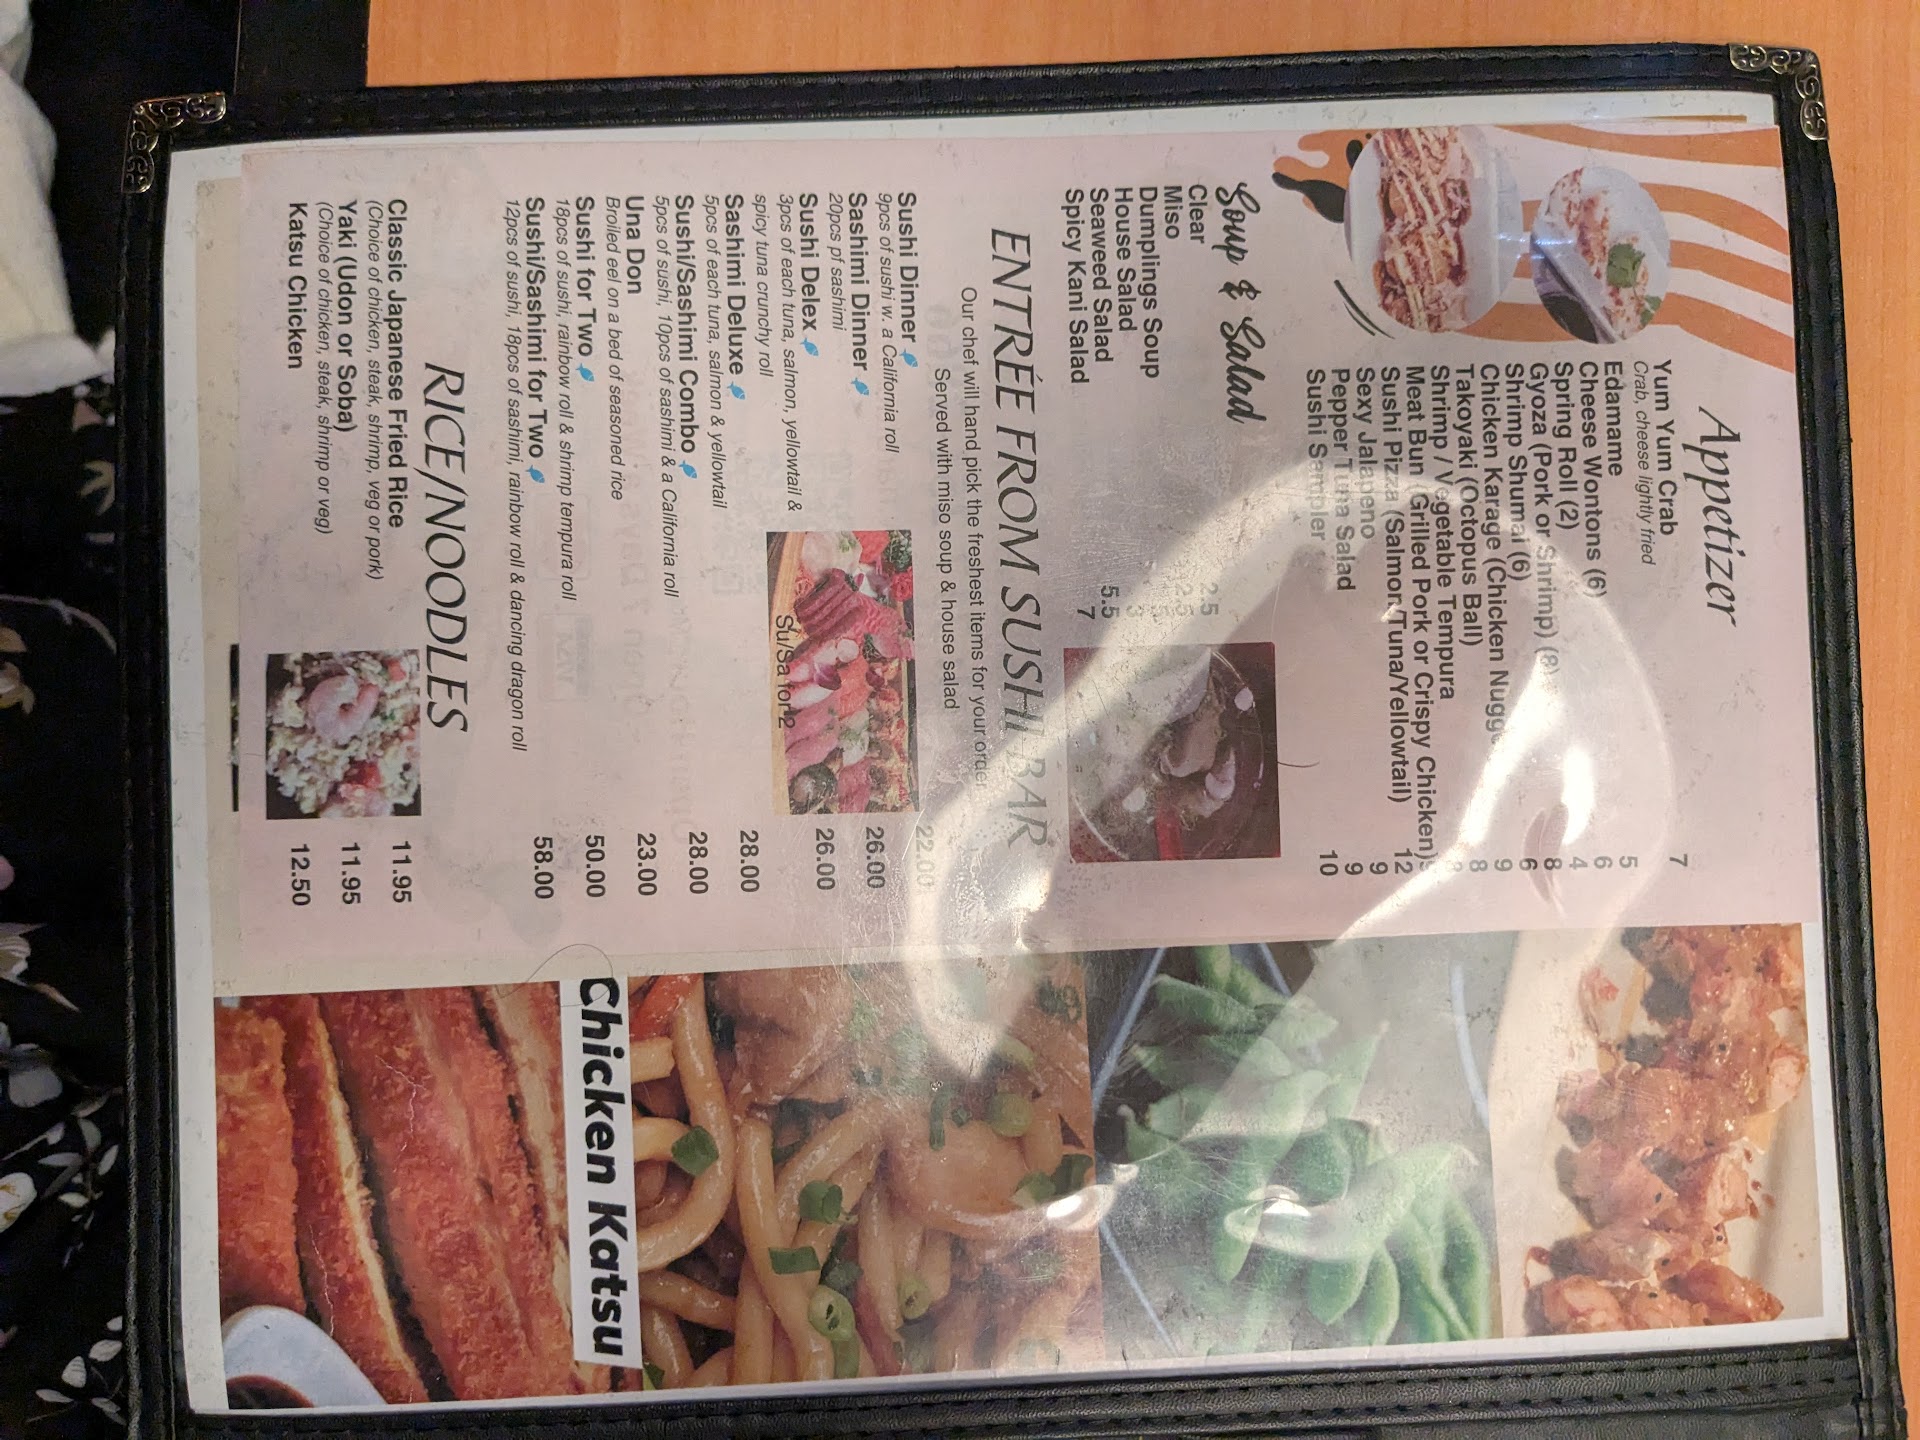 Appetizer
Yum Yum Crab 7
Crab, cheese lightly fried
Edamame 5
Cheese Wontons (6) 6
Spring Roll (2) 4
Gyoza (Pork or Shrimp) (8) 8
Shrimp Shumai (6) 6
Chicken Karage (Chicken Nugge 9
Takoyaki (Octopus Ball) 8
Shrimp / Vegetable Tempura 8
Meat Bun (Grilled Pork or Crispy Chicken)
Sushi Pizza (Salmon/Tuna/Yellowtail) 12
Sexy Jalapeno 9
Pepper Tuna Salad 9
Sushi Sampler 10
Soup & Salad
Clear 2.5
Miso 2.5
Dumplings Soup
House Salad 3
Seaweed Salad 5.5
Spicy Kani Salad 7
ENTRÉE FROM SUSHI BAR
Our chef will hand pick the freshest items for your order
Served with miso soup & house salad
Sushi Dinner 22.00
9pcs of sushi w. a California roll
Sashimi Dinner 26.00
20pcs pf sashimi
Sushi Delex 26.00
3pcs of each tuna, salmon, yellowtail &
spicy tuna crunchy roll
Su/Sa for 2
Sashimi Deluxe 28.00
5pcs of each tuna, salmon & yellowtail
Sushi/Sashimi Combo 28.00
5pcs of sushi, 10pcs of sashimi & a California roll
Una Don 23.00
Broiled eel on a bed of seasoned rice
Sushi for Two 50.00
18pcs of sushi, rainbow roll & shrimp tempura roll
Sushi/Sashimi for Two 58.00
12pcs of sushi, 18pcs of sashimi, rainbow roll & dancing dragon roll
RICE/NOODLES
Classic Japanese Fried Rice 11.95
(Choice of chicken, steak, shrimp, veg or pork)
Yaki (Udon or Soba) 11.95
(Choice of chicken, steak, shrimp or veg)
Katsu Chicken 12.50
Chicken Katsu